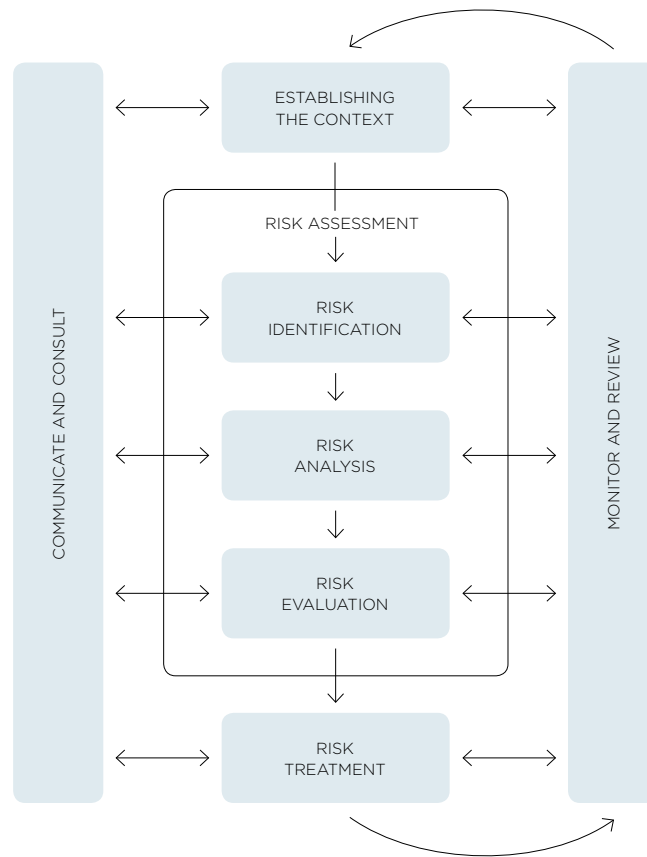 ESTABLISHING
THE CONTEXT
RISK ASSESSMENT
RISK
IDENTIFICATION
RISK
ANALYSIS
RISK
EVALUATION
RISK
TREATMENT
COMMUNICATE AND CONSULT
MONITOR AND REVIEW